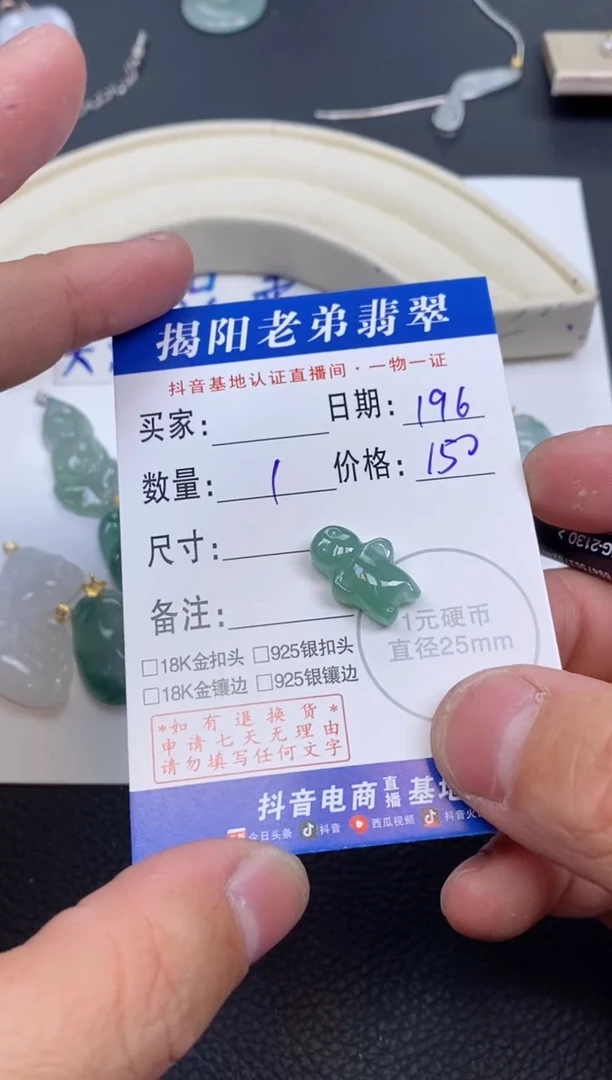 揭阳老弟翡翠
抖音基地认证直播间·一物一证
买家： 日期：196
数量：1 价格：150
尺寸：
备注：
1元硬币
直径25mm
□18K金扣头 □925银扣头
□18K金镶边 □925银镶边
*如有退换货*
申请七天无理由
请勿填写任何文字
抖音电商直播基地
今日头条 抖音 西瓜视频 抖音火
G-2130